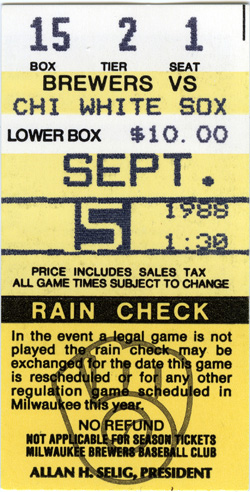 15 2 1
BOX TIER SEAT
BREWERS VS
CHI WHITE SOX
LOWER BOX $10.00
SEPT.
5 1988
1:30
PRICE INCLUDES SALES TAX
ALL GAME TIMES SUBJECT TO CHANGE
RAIN CHECK
In the event a legal game is not
played the rain check may be
exchanged for the date this game
is rescheduled or for any other
regulation game scheduled in
Milwaukee this year.
NO REFUND
NOT APPLICABLE FOR SEASON TICKETS
MILWAUKEE BREWERS BASEBALL CLUB
ALLAN H. SELIG, PRESIDENT